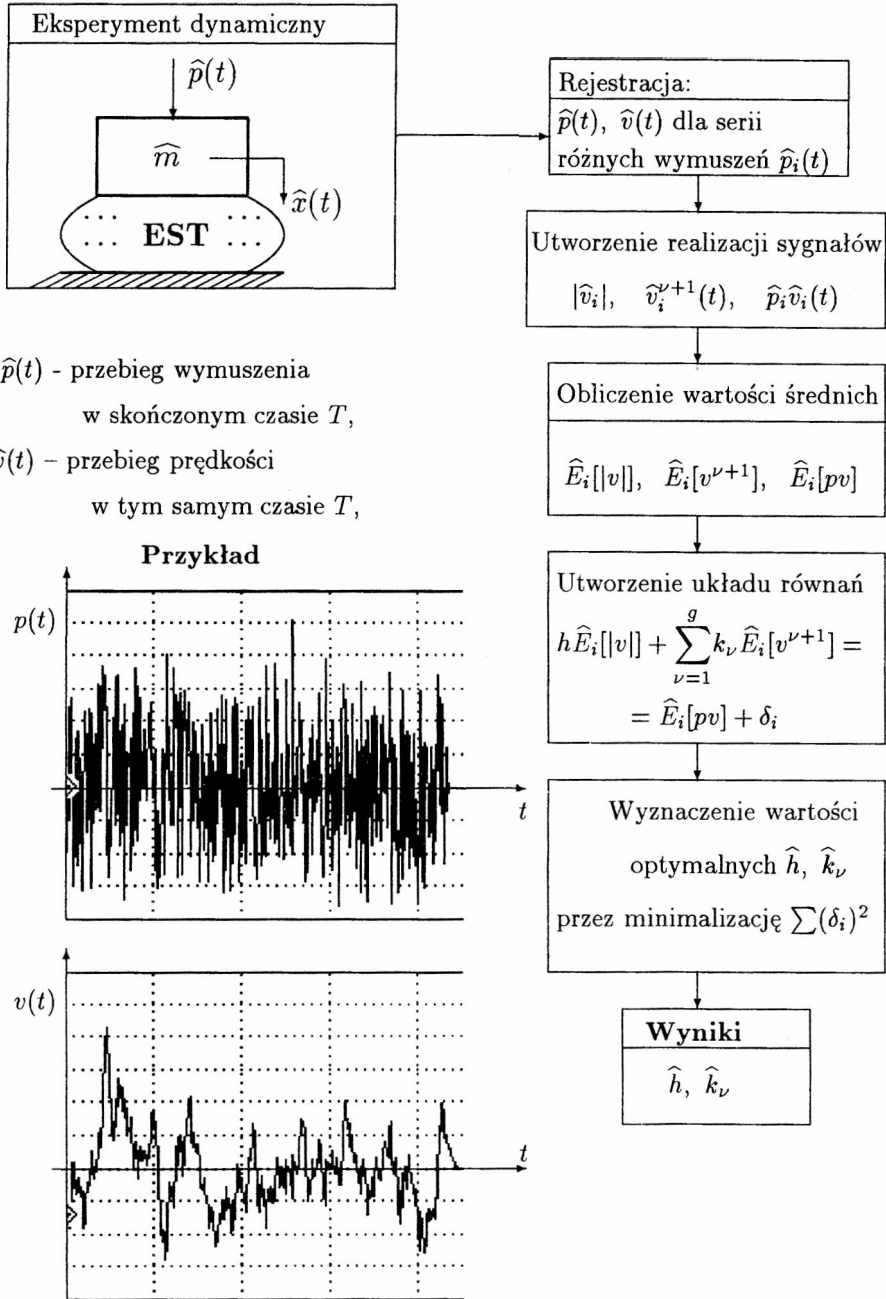 Eksperyment dynamiczny
p̂(t)
m̂
x̂(t)
... EST ...
... ...
p̂(t) - przebieg wymuszenia
w skończonym czasie T,
v̂(t) – przebieg prędkości
w tym samym czasie T,
Przykład
p(t)
t
v(t)
t
Rejestracja:
p̂(t), v̂(t) dla serii
różnych wymuszeń p̂ᵢ(t)
Utworzenie realizacji sygnałów
|v̂ᵢ|, v̂ᵢ^{ν+1}(t), p̂ᵢv̂ᵢ(t)
Obliczenie wartości średnich
Êᵢ[|v|], Êᵢ[v^{ν+1}], Êᵢ[pv]
Utworzenie układu równań
hÊᵢ[|v|] + ∑_{ν=1}^{g} k_ν Êᵢ[v^{ν+1}] =
= Êᵢ[pv] + δᵢ
Wyznaczenie wartości
optymalnych ĥ, k̂_ν
przez minimalizację ∑(δᵢ)²
Wyniki
ĥ, k̂_ν